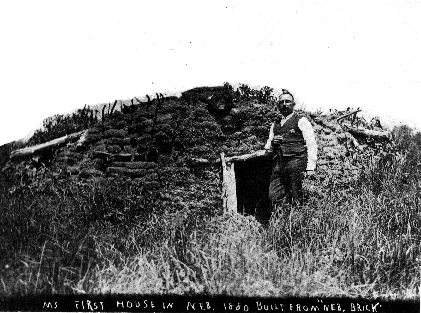 MS FIRST HOUSE IN NEB. 1880 BUILT FROM "NEB. BRICK"